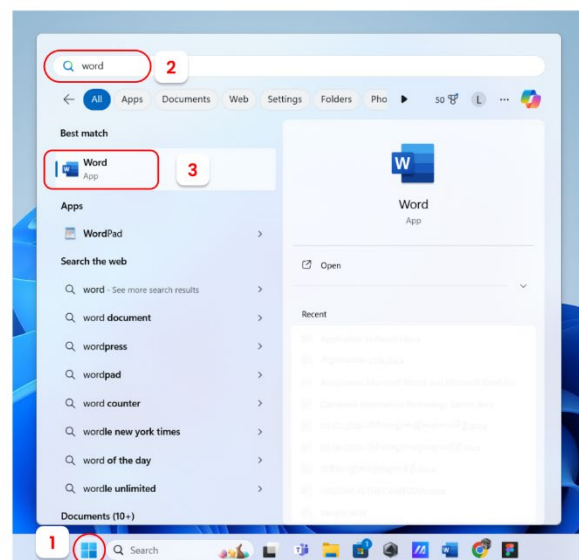 word
2
All Apps Documents Web Settings Folders Pho 50 L ...
Best match
Word
App
3
Word
App
Apps
WordPad
Open
Search the web
word - See more search results
word document
wordpress
wordpad
word counter
wordle new york times
word of the day
wordle unlimited
Documents (10+)
Recent
1
Search